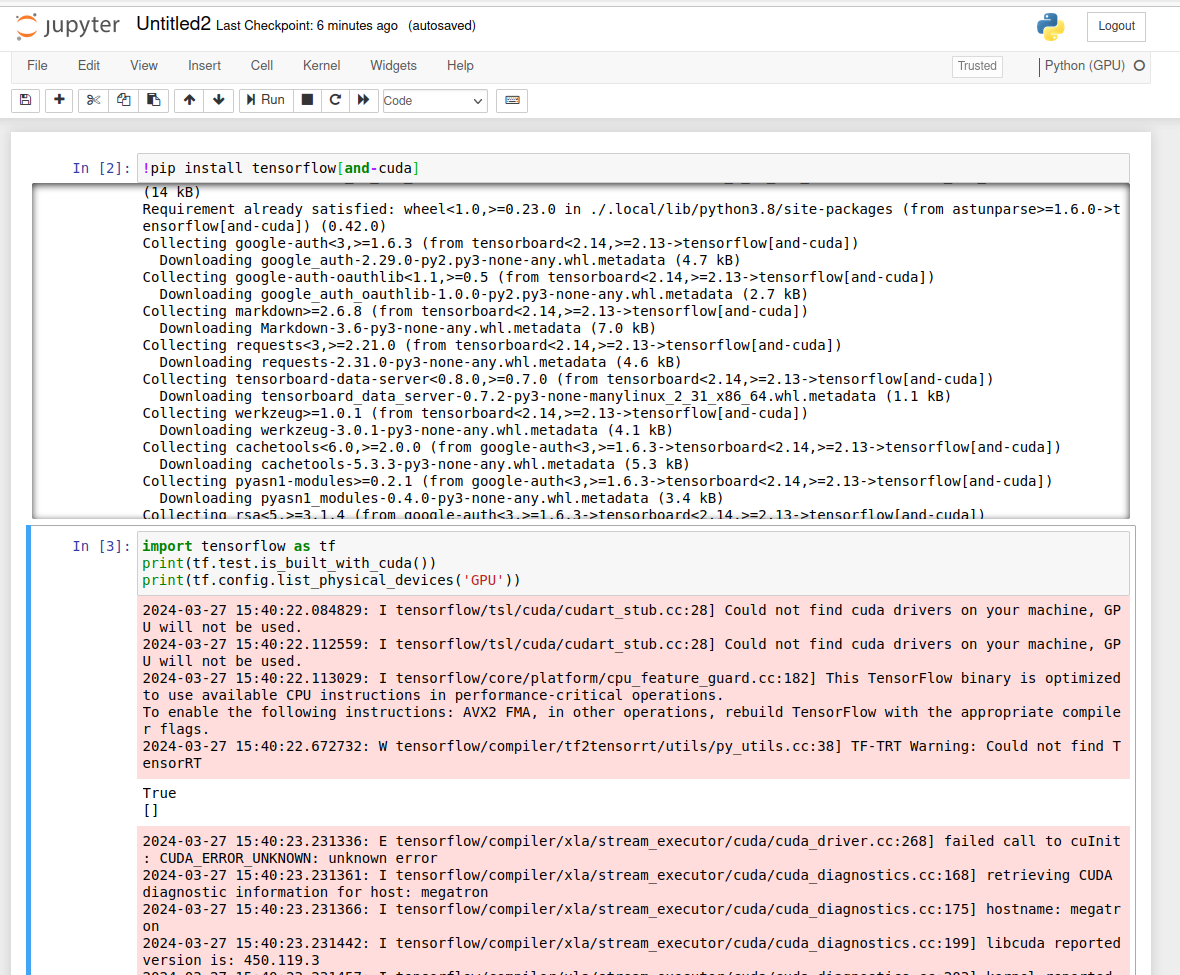 jupyter Untitled2 Last Checkpoint: 6 minutes ago (autosaved) Logout
File Edit View Insert Cell Kernel Widgets Help Trusted Python (GPU)
Run Code
In [2]: !pip install tensorflow[and-cuda]
(14 kB)
Requirement already satisfied: wheel<1.0,>=0.23.0 in ./.local/lib/python3.8/site-packages (from astunparse>=1.6.0->t
ensorflow[and-cuda]) (0.42.0)
Collecting google-auth<3,>=1.6.3 (from tensorboard<2.14,>=2.13->tensorflow[and-cuda])
Downloading google_auth-2.29.0-py2.py3-none-any.whl.metadata (4.7 kB)
Collecting google-auth-oauthlib<1.1,>=0.5 (from tensorboard<2.14,>=2.13->tensorflow[and-cuda])
Downloading google_auth_oauthlib-1.0.0-py2.py3-none-any.whl.metadata (2.7 kB)
Collecting markdown>=2.6.8 (from tensorboard<2.14,>=2.13->tensorflow[and-cuda])
Downloading Markdown-3.6-py3-none-any.whl.metadata (7.0 kB)
Collecting requests<3,>=2.21.0 (from tensorboard<2.14,>=2.13->tensorflow[and-cuda])
Downloading requests-2.31.0-py3-none-any.whl.metadata (4.6 kB)
Collecting tensorboard-data-server<0.8.0,>=0.7.0 (from tensorboard<2.14,>=2.13->tensorflow[and-cuda])
Downloading tensorboard_data_server-0.7.2-py3-none-manylinux_2_31_x86_64.whl.metadata (1.1 kB)
Collecting werkzeug>=1.0.1 (from tensorboard<2.14,>=2.13->tensorflow[and-cuda])
Downloading werkzeug-3.0.1-py3-none-any.whl.metadata (4.1 kB)
Collecting cachetools<6.0,>=2.0.0 (from google-auth<3,>=1.6.3->tensorboard<2.14,>=2.13->tensorflow[and-cuda])
Downloading cachetools-5.3.3-py3-none-any.whl.metadata (5.3 kB)
Collecting pyasn1-modules>=0.2.1 (from google-auth<3,>=1.6.3->tensorboard<2.14,>=2.13->tensorflow[and-cuda])
Downloading pyasn1_modules-0.4.0-py3-none-any.whl.metadata (3.4 kB)
Collecting rsa<5,>=3.1.4 (from google-auth<3,>=1.6.3->tensorboard<2.14,>=2.13->tensorflow[and-cuda])
In [3]: import tensorflow as tf
print(tf.test.is_built_with_cuda())
print(tf.config.list_physical_devices('GPU'))
2024-03-27 15:40:22.084829: I tensorflow/tsl/cuda/cudart_stub.cc:28] Could not find cuda drivers on your machine, GP
U will not be used.
2024-03-27 15:40:22.112559: I tensorflow/tsl/cuda/cudart_stub.cc:28] Could not find cuda drivers on your machine, GP
U will not be used.
2024-03-27 15:40:22.113029: I tensorflow/core/platform/cpu_feature_guard.cc:182] This TensorFlow binary is optimized
to use available CPU instructions in performance-critical operations.
To enable the following instructions: AVX2 FMA, in other operations, rebuild TensorFlow with the appropriate compile
r flags.
2024-03-27 15:40:22.672732: W tensorflow/compiler/tf2tensorrt/utils/py_utils.cc:38] TF-TRT Warning: Could not find T
ensorRT
True
[]
2024-03-27 15:40:23.231336: E tensorflow/compiler/xla/stream_executor/cuda/cuda_driver.cc:268] failed call to cuInit
: CUDA_ERROR_UNKNOWN: unknown error
2024-03-27 15:40:23.231361: I tensorflow/compiler/xla/stream_executor/cuda/cuda_diagnostics.cc:168] retrieving CUDA
diagnostic information for host: megatron
2024-03-27 15:40:23.231366: I tensorflow/compiler/xla/stream_executor/cuda/cuda_diagnostics.cc:175] hostname: megatr
on
2024-03-27 15:40:23.231442: I tensorflow/compiler/xla/stream_executor/cuda/cuda_diagnostics.cc:199] libcuda reported
version is: 450.119.3